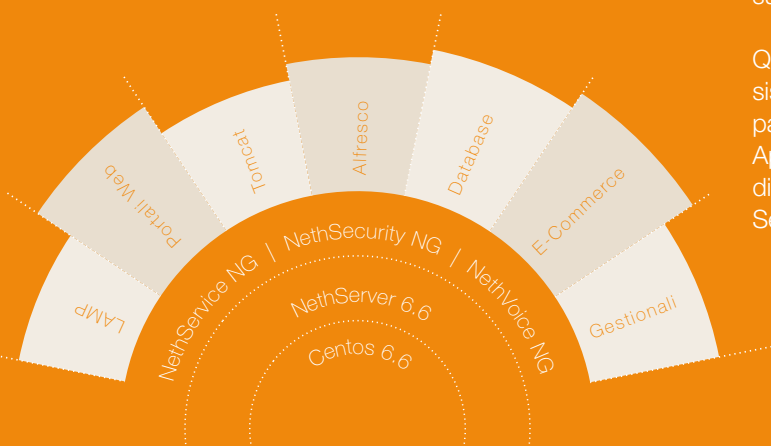 LAMP
Portali Web
Tomcat
Alfresco
Database
E-Commerce
Gestionali
NethService NG | NethSecurity NG | NethVoice NG
NethServer 6.6
Centos 6.6